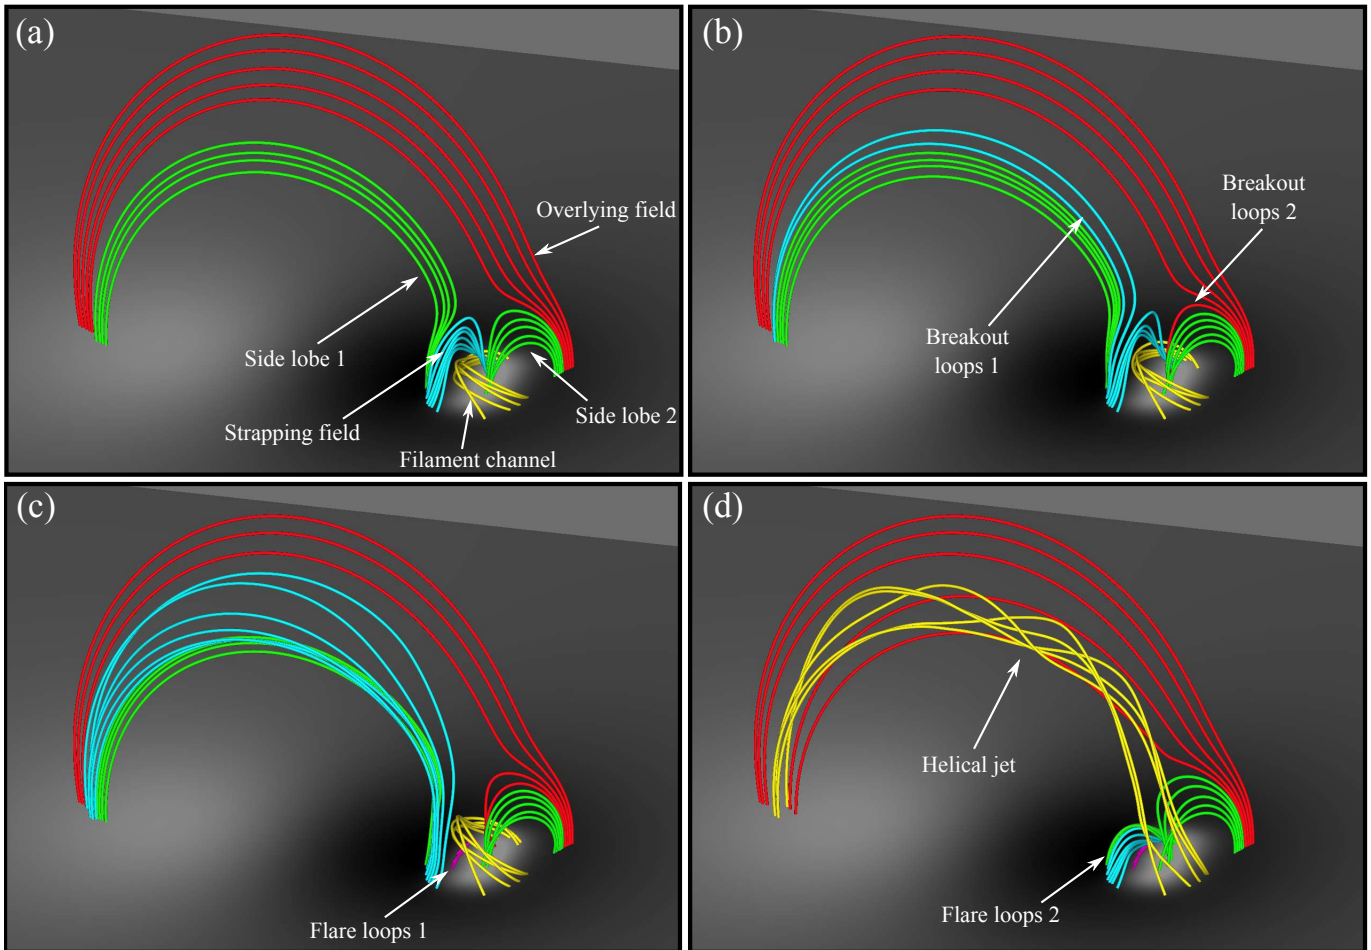 (a)
Overlying field
Side lobe 1
Strapping field
Side lobe 2
Filament channel
(b)
Breakout
loops 2
Breakout
loops 1
(c)
Flare loops 1
(d)
Helical jet
Flare loops 2